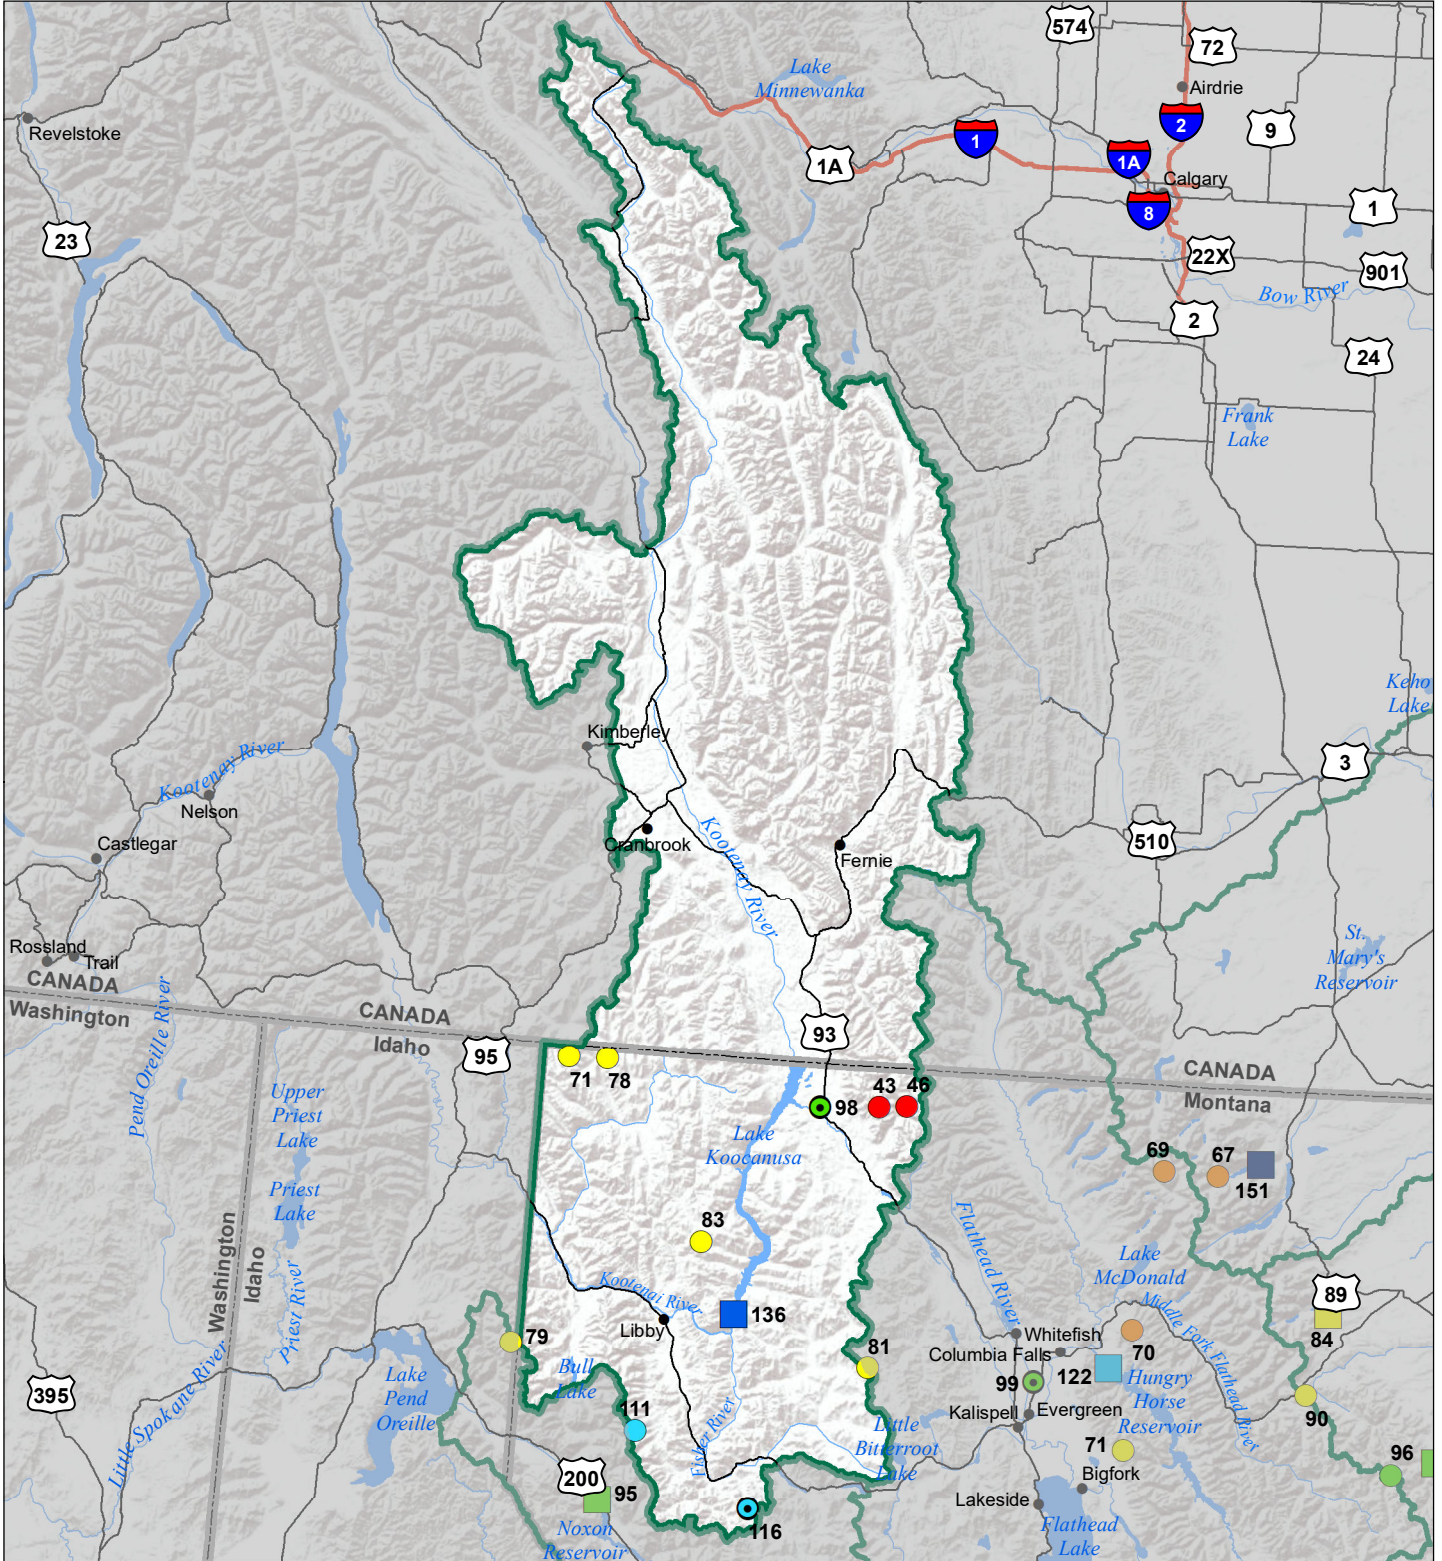 574
72
Airdrie
Lake
Minnewanka
2
9
Revelstoke
1
1A
1A
Calgary
8
1
23
22X
901
Bow River
2
24
Frank
Lake
Keho
Lake
Kimberley
3
Kootenay River
Nelson
Castlegar
Cranbrook
Kootenay River
Fernie
510
Rossland
Trail
St.
Mary's
Reservoir
CANADA
Washington
CANADA
Idaho
Pend Oreille River
95
93
71
78
43
46
98
CANADA
Montana
Upper
Priest
Lake
Lake
Koocanusa
69
67
151
Priest
Lake
83
Flathead River
Washington
Idaho
Priest River
Kootenai River
Lake
McDonald
136
Libby
79
89
84
Middle Fork Flathead River
Whitefish
Columbia Falls
70
81
99
122
Hungry
Horse
Reservoir
Bull
Lake
Lake
Pend
Oreille
395
Little Spokane River
Kalispell
Evergreen
90
111
Fisher River
Little
Bitterroot
Lake
71
96
Bigfork
200
95
Lakeside
116
Noxon
Reservoir
Flathead
Lake